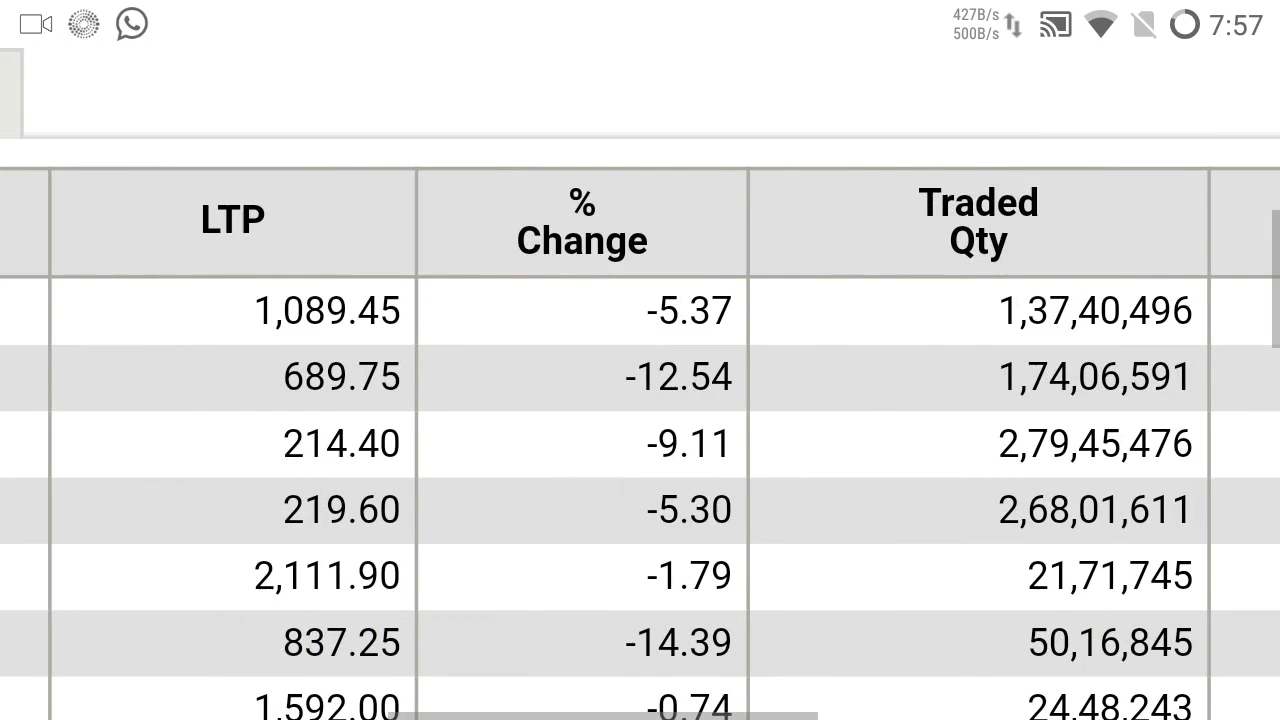 427B/s
500B/s
7:57
LTP % Change Traded Qty
1,089.45 -5.37 1,37,40,496
689.75 -12.54 1,74,06,591
214.40 -9.11 2,79,45,476
219.60 -5.30 2,68,01,611
2,111.90 -1.79 21,71,745
837.25 -14.39 50,16,845
1,592.00 -0.74 24,48,243